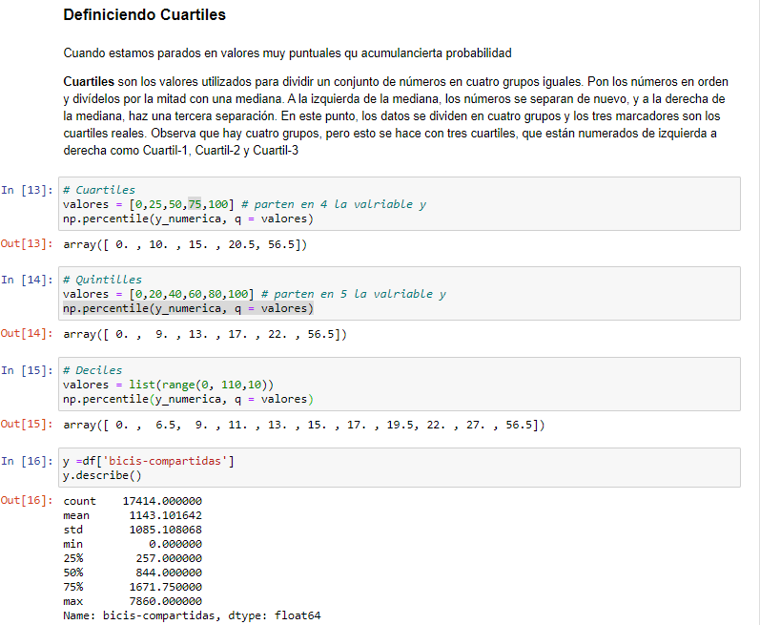 Definiciendo Cuartiles
Cuando estamos parados en valores muy puntuales qu acumulancierta probabilidad
Cuartiles son los valores utilizados para dividir un conjunto de números en cuatro grupos iguales. Pon los números en orden
y divídelos por la mitad con una mediana. A la izquierda de la mediana, los números se separan de nuevo, y a la derecha de
la mediana, haz una tercera separación. En este punto, los datos se dividen en cuatro grupos y los tres marcadores son los
cuartiles reales. Observa que hay cuatro grupos, pero esto se hace con tres cuartiles, que están numerados de izquierda a
derecha como Cuartil-1, Cuartil-2 y Cuartil-3
In [13]: # Cuartiles
valores = [0,25,50,75,100] # parten en 4 la valriable y
np.percentile(y_numerica, q = valores)
Out[13]: array([ 0. , 10. , 15. , 20.5, 56.5])
In [14]: # Quintilles
valores = [0,20,40,60,80,100] # parten en 5 la valriable y
np.percentile(y_numerica, q = valores)
Out[14]: array([ 0. , 9. , 13. , 17. , 22. , 56.5])
In [15]: # Deciles
valores = list(range(0, 110,10))
np.percentile(y_numerica, q = valores)
Out[15]: array([ 0. , 6.5, 9. , 11. , 13. , 15. , 17. , 19.5, 22. , 27. , 56.5])
In [16]: y =df['bicis-compartidas']
y.describe()
Out[16]: count 17414.000000
mean 1143.101642
std 1085.108068
min 0.000000
25% 257.000000
50% 844.000000
75% 1671.750000
max 7860.000000
Name: bicis-compartidas, dtype: float64